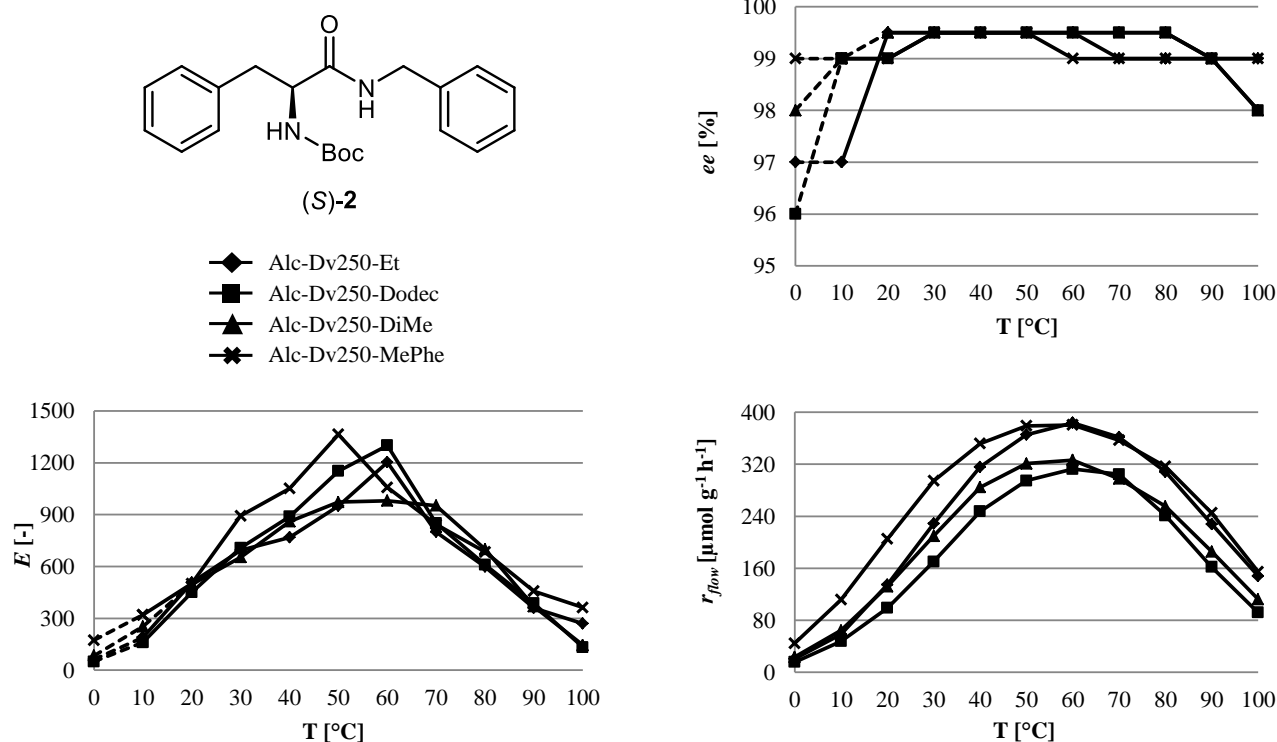 O
N
H
HN
Boc
(S)-2
Alc-Dv250-Et
Alc-Dv250-Dodec
Alc-Dv250-DiMe
Alc-Dv250-MePhe
100
99
98
97
96
95
ee [%]
0 10 20 30 40 50 60 70 80 90 100
T [°C]
1500
1200
900
600
300
0
E [-]
0 10 20 30 40 50 60 70 80 90 100
T [°C]
400
320
240
160
80
0
r_flow [µmol g⁻¹ h⁻¹]
0 10 20 30 40 50 60 70 80 90 100
T [°C]